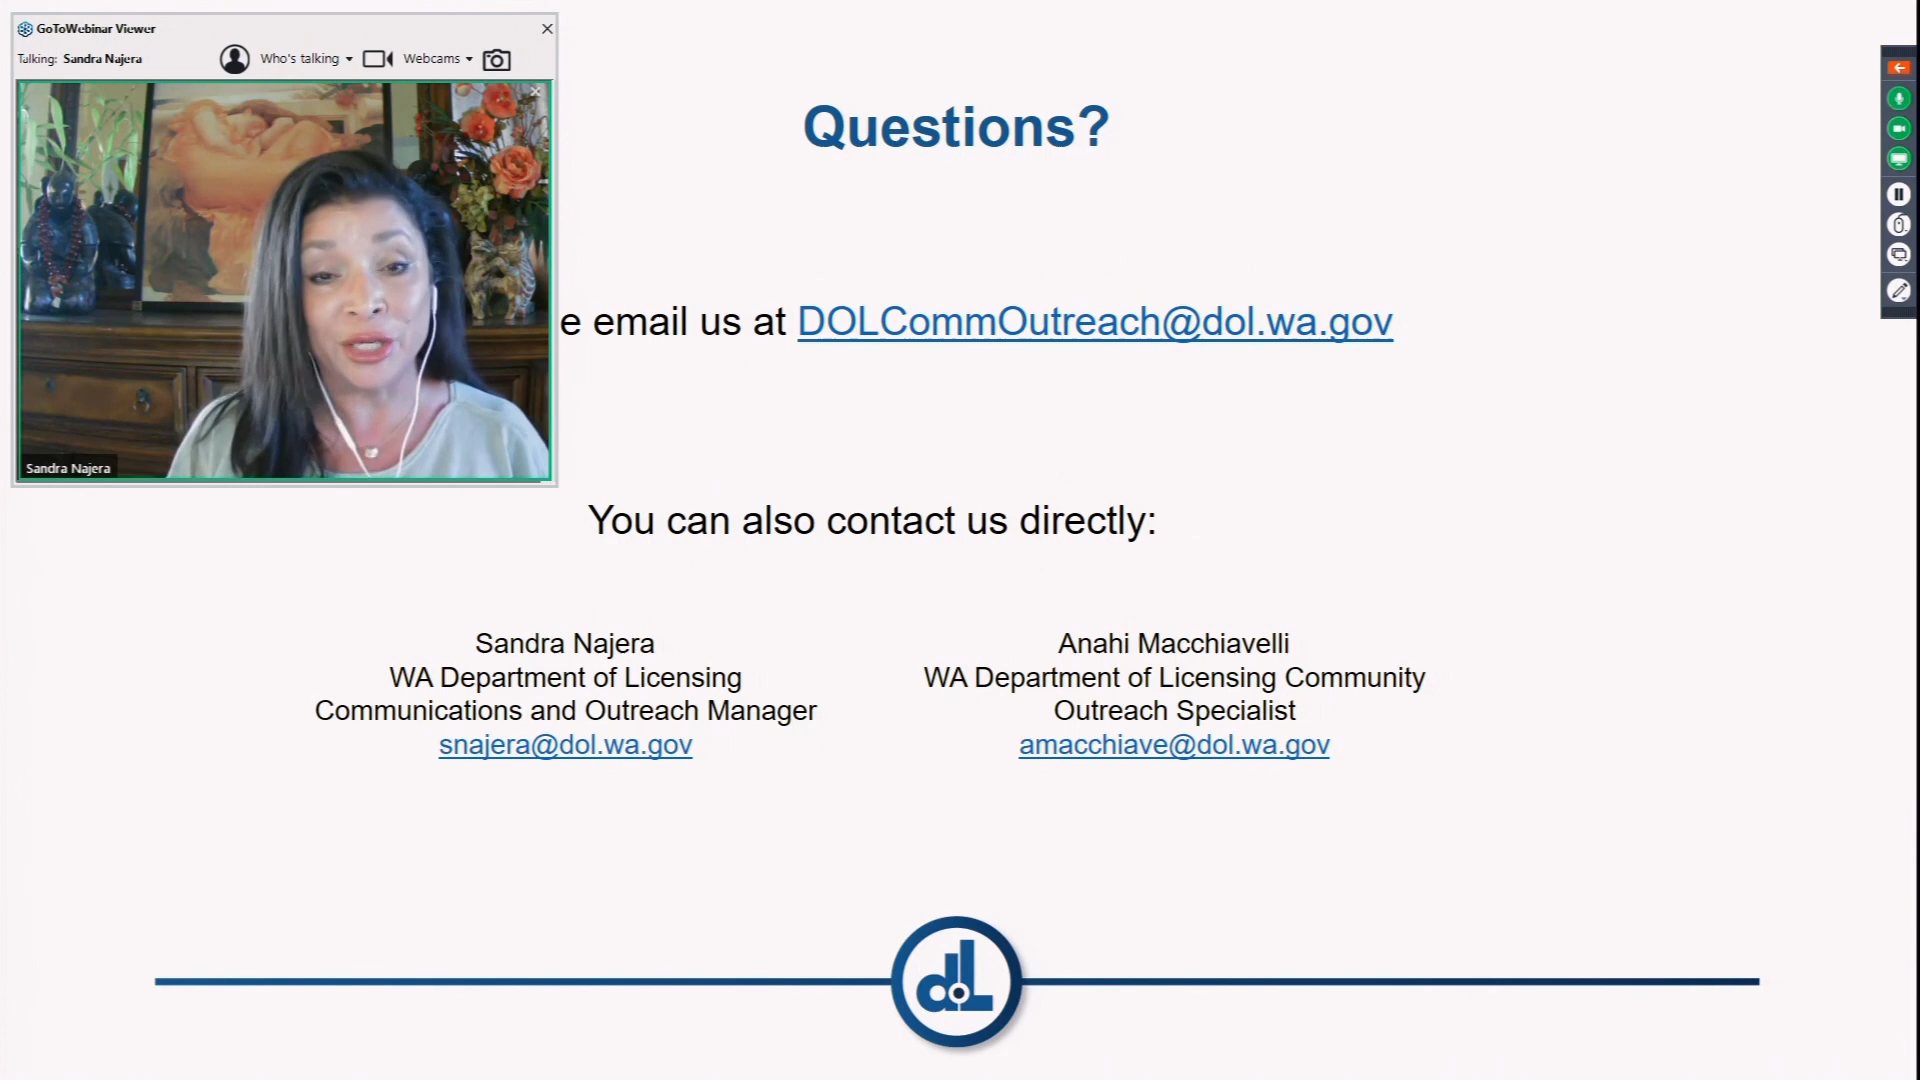 GoToWebinar Viewer
Talking: Sandra Najera
Who's talking
Webcams
Sandra Najera
Questions?
e email us at DOLCommOutreach@dol.wa.gov
You can also contact us directly:
Sandra Najera
WA Department of Licensing
Communications and Outreach Manager
snajera@dol.wa.gov
Anahi Macchiavelli
WA Department of Licensing Community
Outreach Specialist
amacchiave@dol.wa.gov
doL